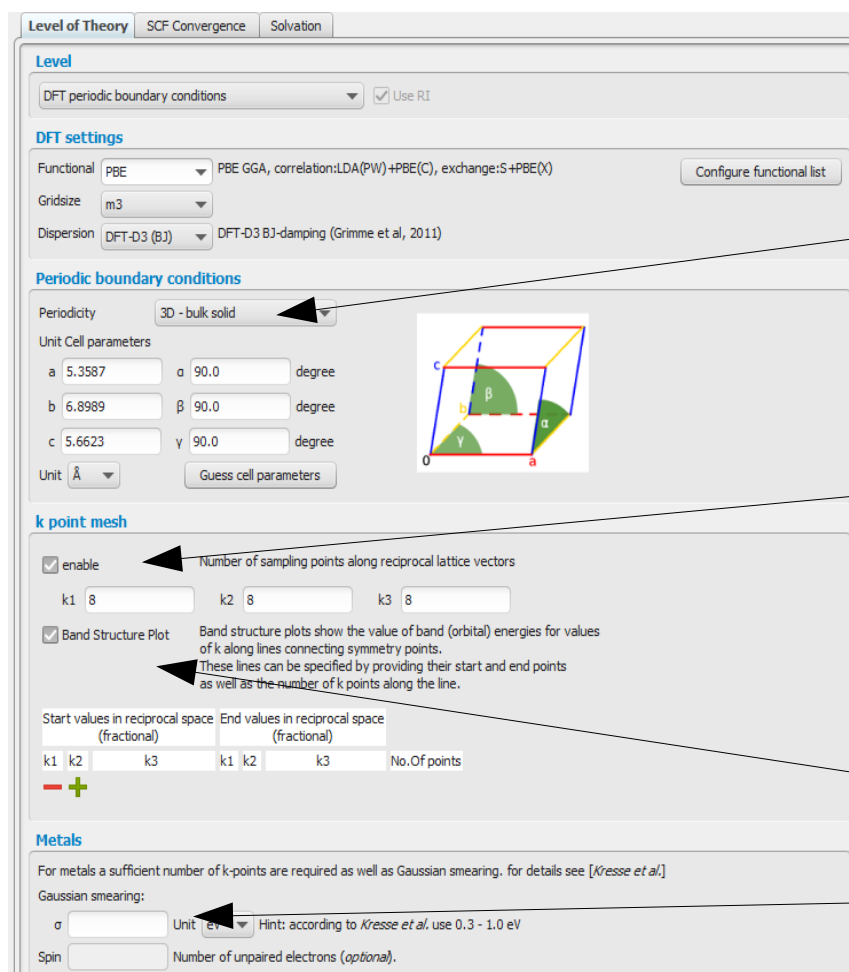 Level of Theory SCF Convergence Solvation
Level
DFT periodic boundary conditions Use RI
DFT settings
Functional PBE PBE GGA, correlation:LDA(PW)+PBE(C), exchange:S+PBE(X) Configure functional list
Gridsize m3
Dispersion DFT-D3 (BJ) DFT-D3 BJ-damping (Grimme et al, 2011)
Periodic boundary conditions
Periodicity 3D - bulk solid
Unit Cell parameters
a 5.3587 α 90.0 degree
b 6.8989 β 90.0 degree
c 5.6623 γ 90.0 degree
Unit Å Guess cell parameters
c
β
b
α
γ
0 a
k point mesh
enable Number of sampling points along reciprocal lattice vectors
k1 8 k2 8 k3 8
Band Structure Plot Band structure plots show the value of band (orbital) energies for values
of k along lines connecting symmetry points.
These lines can be specified by providing their start and end points
as well as the number of k points along the line.
Start values in reciprocal space End values in reciprocal space
(fractional) (fractional)
k1 k2 k3 k1 k2 k3 No.Of points
Metals
For metals a sufficient number of k-points are required as well as Gaussian smearing. for details see [Kresse et al.]
Gaussian smearing:
σ Unit eV Hint: according to Kresse et al. use 0.3 - 1.0 eV
Spin Number of unpaired electrons (optional).